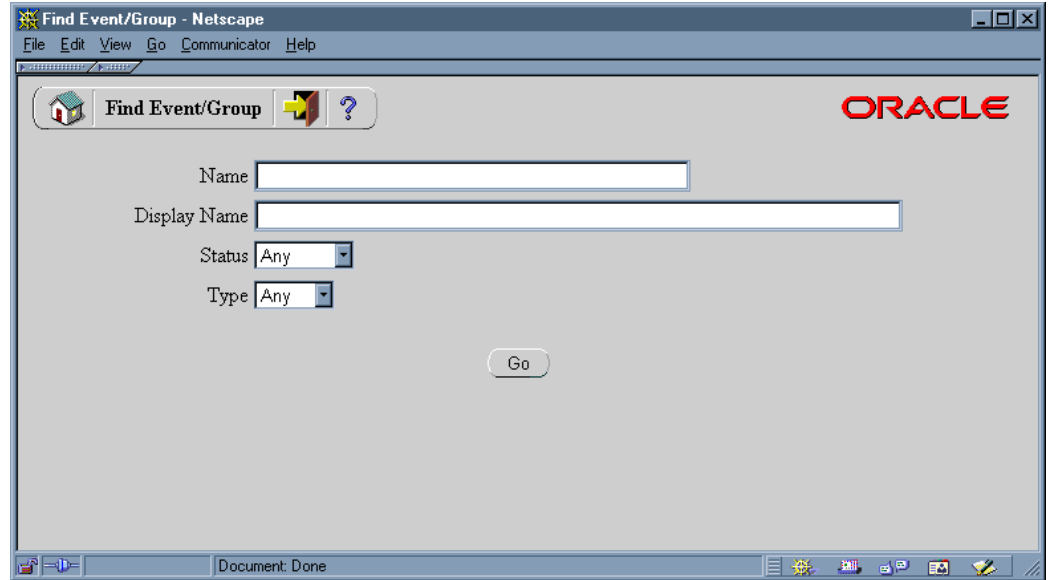 Find Event/Group - Netscape
File Edit View Go Communicator Help
Find Event/Group ?
ORACLE
Name
Display Name
Status Any
Type Any
Go
Document: Done